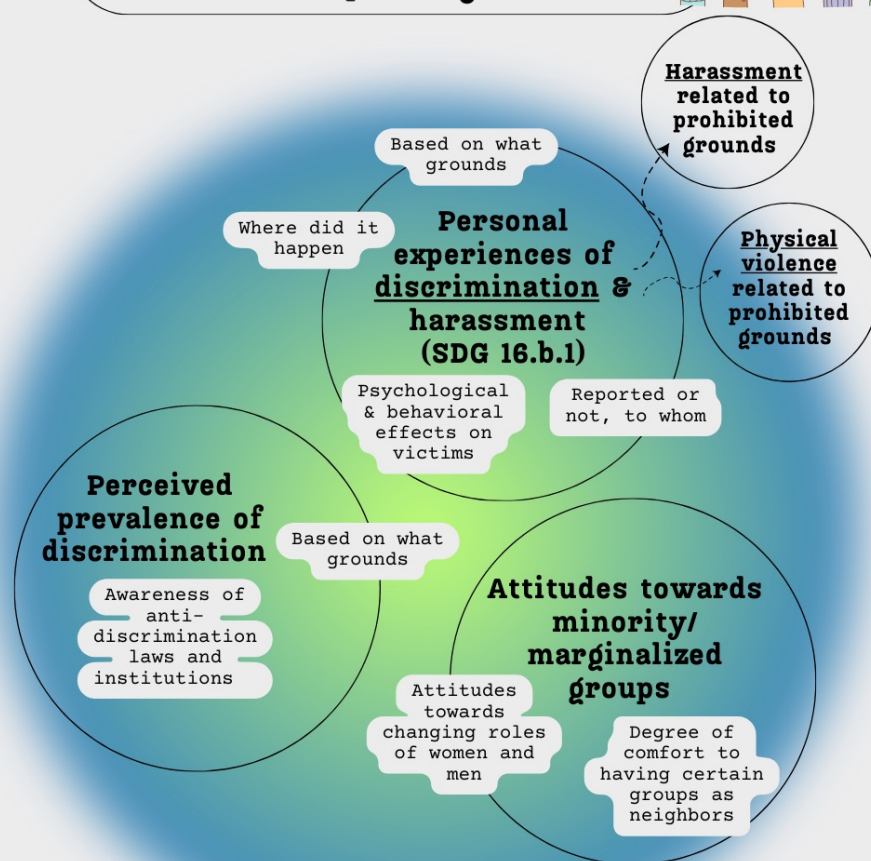 Harassment
related to
prohibited
grounds
Based on what
grounds
Where did it
happen
Personal
experiences of
discrimination &
harassment
(SDG 16.b.1)
Physical
violence
related to
prohibited
grounds
Psychological
& behavioral
effects on
victims
Reported or
not, to whom
Perceived
prevalence of
discrimination
Based on what
grounds
Awareness of
anti-
discrimination
laws and
institutions
Attitudes towards
minority/
marginalized
groups
Attitudes
towards
changing roles
of women and
men
Degree of
comfort to
having certain
groups as
neighbors